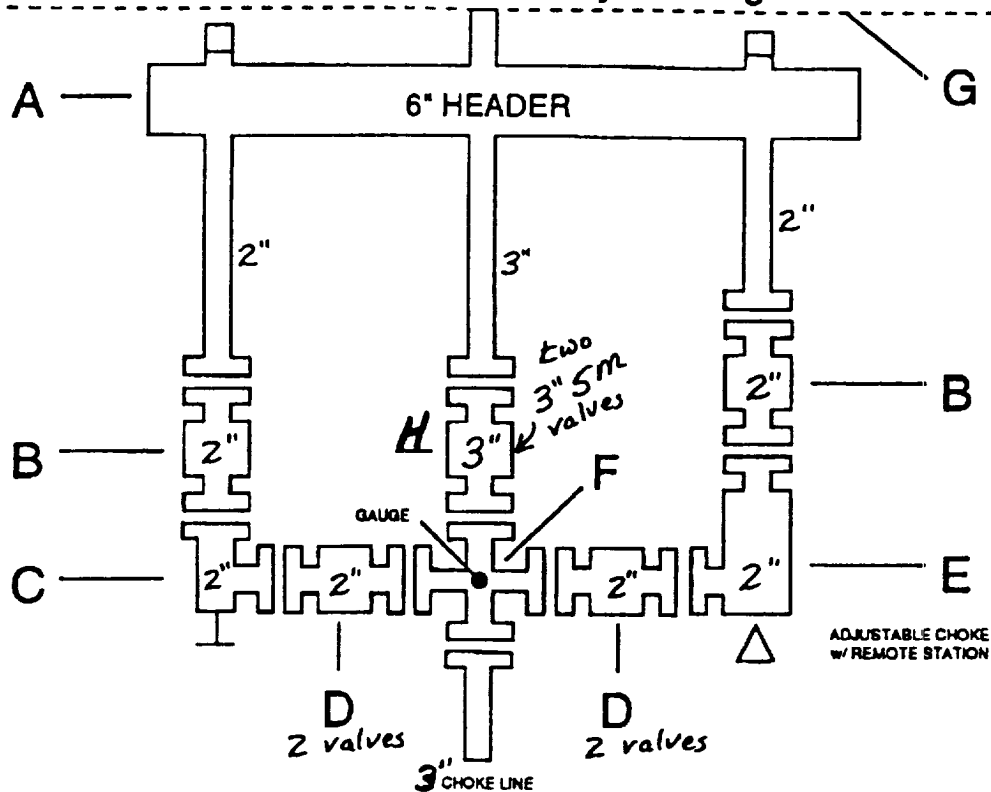 A
6" HEADER
G
2"
3"
2"
two
3" 5M
valves
B
2"
H
3"
2"
B
F
GAUGE
C
2"
2"
2"
2"
E
ADJUSTABLE CHOKE
w/ REMOTE STATION
D
2 valves
D
2 valves
3" CHOKE LINE